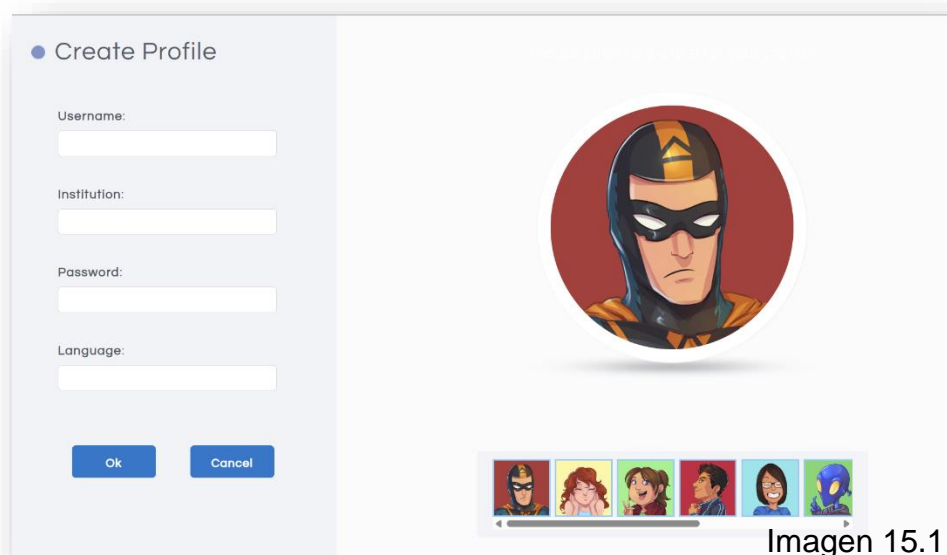 Create Profile
Username:
Institution:
Password:
Language:
Ok
Cancel
Imagen 15.1